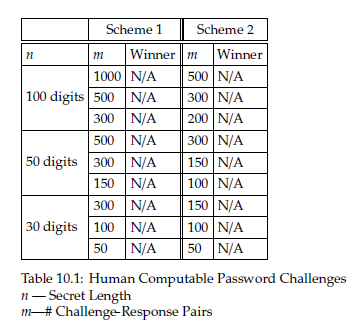 Scheme 1 Scheme 2
n m Winner m Winner
1000 N/A 500 N/A
100 digits 500 N/A 300 N/A
300 N/A 200 N/A
500 N/A 300 N/A
50 digits 300 N/A 150 N/A
150 N/A 100 N/A
300 N/A 150 N/A
30 digits 100 N/A 100 N/A
50 N/A 50 N/A
Table 10.1: Human Computable Password Challenges
n — Secret Length
m—# Challenge-Response Pairs